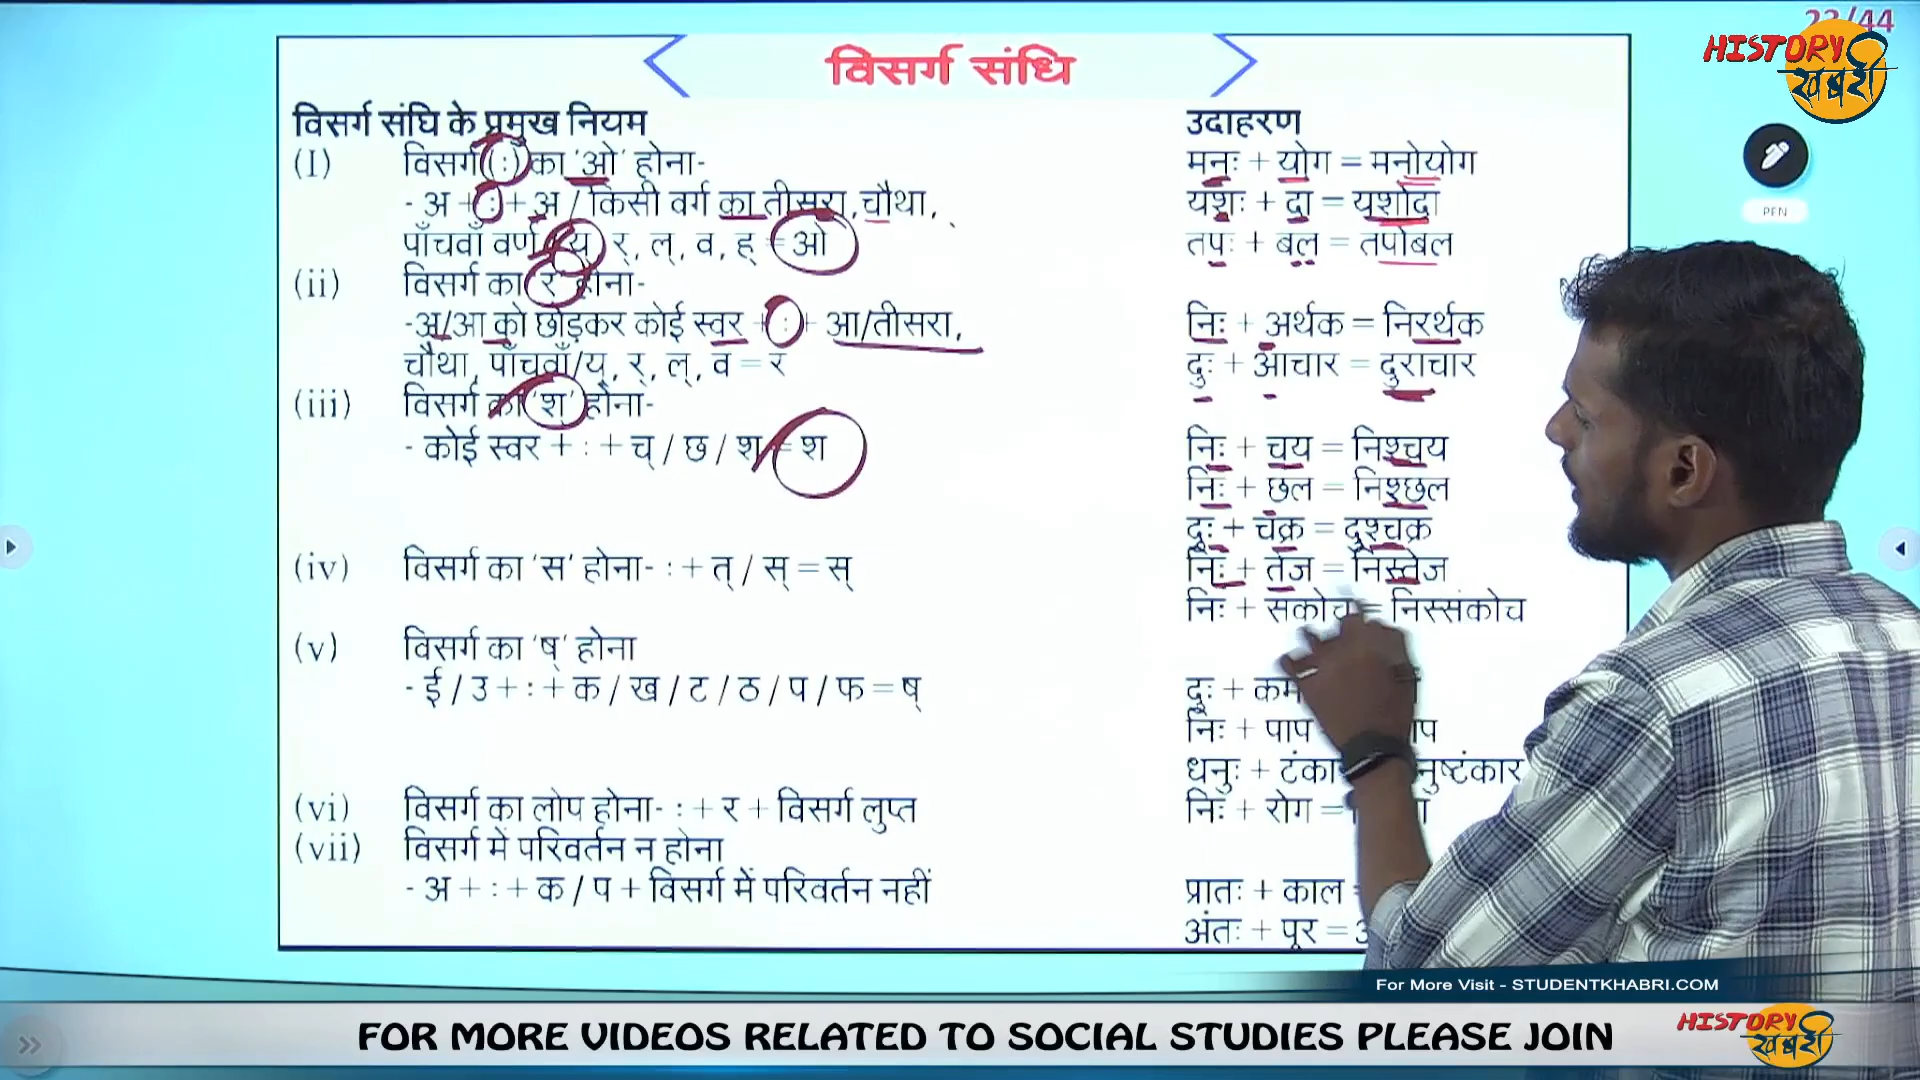 23/44
HISTORY
खबरी
विसर्ग संधि
विसर्ग संघि के प्रमुख नियम
उदाहरण
(I) विसर्ग (:) का 'ओ' होना-
मनः + योग = मनोयोग
- अ + : + अ / किसी वर्ग का तीसरा, चौथा,
यशः + दा = यशोदा
पाँचवाँ वर्ण / य्, र्, ल्, व, ह् = ओ
तपः + बल = तपोबल
(ii) विसर्ग का 'र' होना-
-अ/आ को छोड़कर कोई स्वर + : + आ/तीसरा,
निः + अर्थक = निरर्थक
चौथा, पाँचवाँ/य्, र्, ल्, व = र
दुः + आचार = दुराचार
(iii) विसर्ग का 'श' होना-
- कोई स्वर + : + च् / छ / श् = श
निः + चय = निश्चय
निः + छल = निश्छल
दुः + चक्र = दुश्चक्र
(iv) विसर्ग का 'स' होना- : + त् / स् = स्
निः + तेज = निस्तेज
निः + संकोच = निस्संकोच
(v) विसर्ग का 'ष्' होना
- ई / उ + : + क / ख / ट / ठ / प / फ = ष्
दुः +
निः + पाप
धनुः +
(vi) विसर्ग का लोप होना- : + र + विसर्ग लुप्त
निः + रोग =
(vii) विसर्ग में परिवर्तन न होना
- अ + : + क / प + विसर्ग में परिवर्तन नहीं
प्रातः + काल =
अंतः + पूर =
PEN
For More Visit - STUDENTKHABRI.COM
FOR MORE VIDEOS RELATED TO SOCIAL STUDIES PLEASE JOIN
HISTORY
खबरी